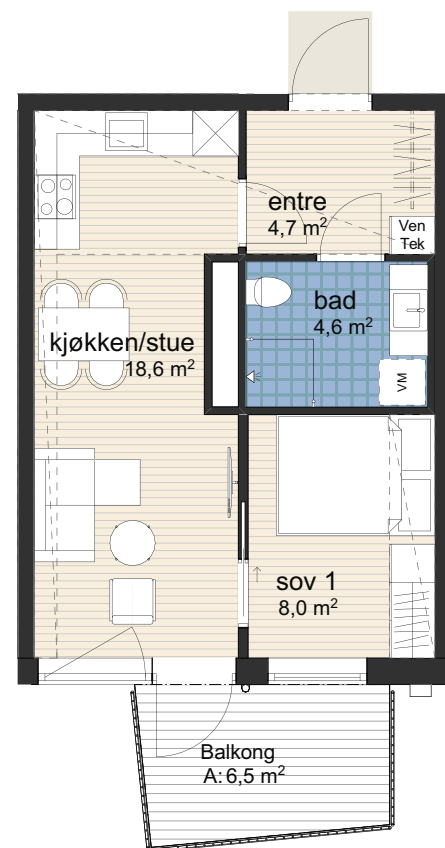 entre
4,7 m²
Ven
Tek
bad
4,6 m²
kjøkken/stue
18,6 m²
VM
sov 1
8,0 m²
Balkong
A: 6,5 m²